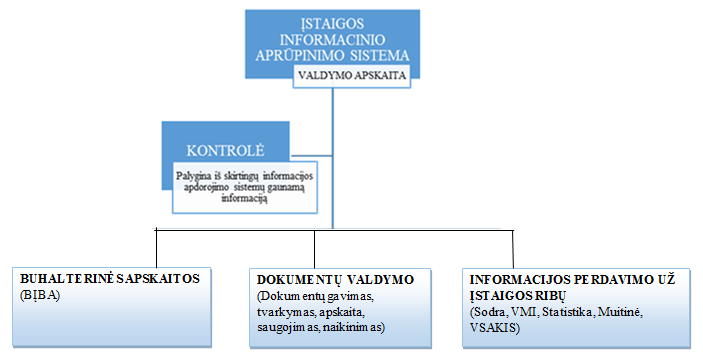 ĮSTAIGOS
INFORMACINIO
APRŪPINIMO SISTEMA
VALDYMO APSKAITA
KONTROLĖ
Palygina iš skirtingų informacijos
apdorojimo sistemų gaunamą
informaciją
BUHALTERINĖS APSKAITOS
(BĮBA)
DOKUMENTŲ VALDYMO
(Dokumentų gavimas,
tvarkymas, apskaita,
saugojimas, naikinimas)
INFORMACIJOS PERDAVIMO UŽ
ĮSTAIGOS RIBŲ
(Sodra, VMI, Statistika, Muitinė,
VSAKIS)